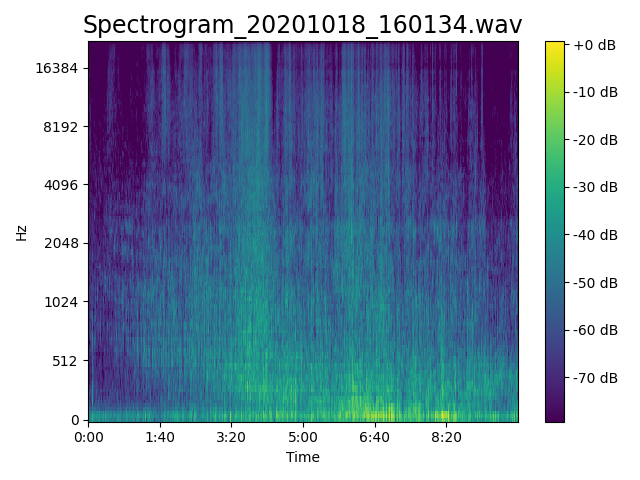 Spectrogram_20201018_160134.wav
16384
8192
4096
2048
1024
512
0
Hz
0:00 1:40 3:20 5:00 6:40 8:20
Time
+0 dB
-10 dB
-20 dB
-30 dB
-40 dB
-50 dB
-60 dB
-70 dB